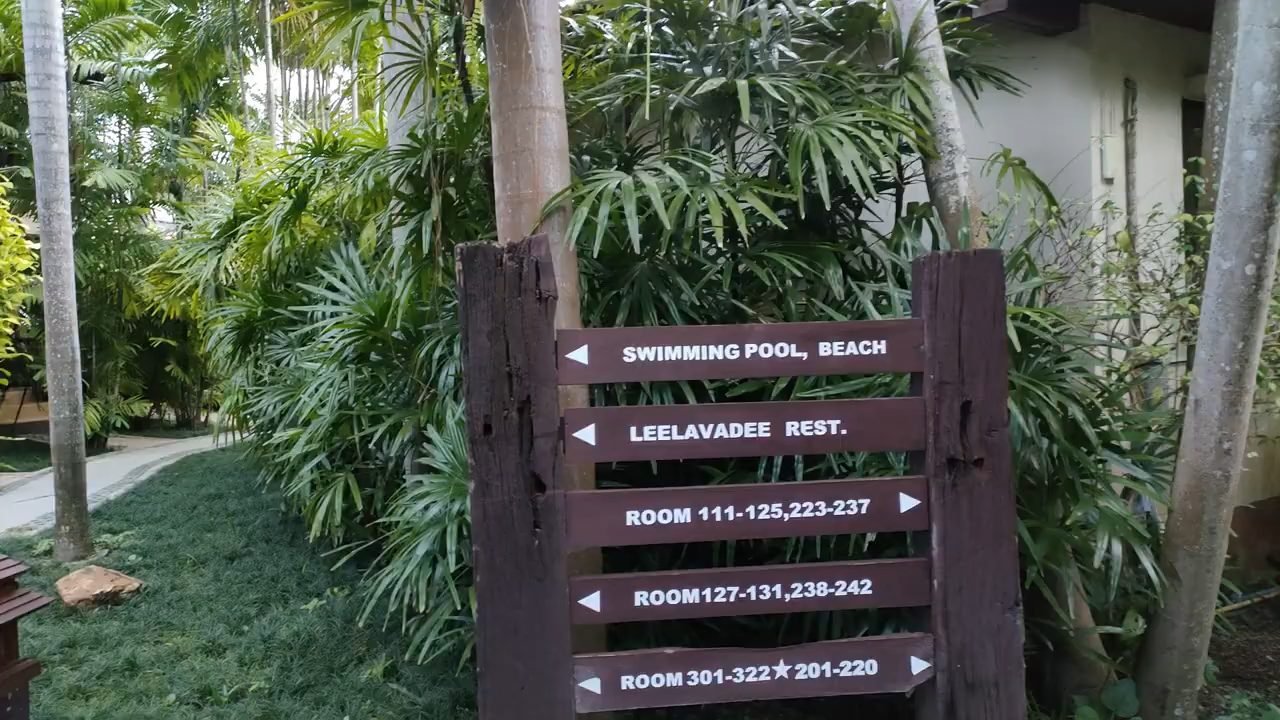 SWIMMING POOL, BEACH
LEELAVADEE REST.
ROOM 111-125,223-237
ROOM127-131,238-242
ROOM 301-322★201-220